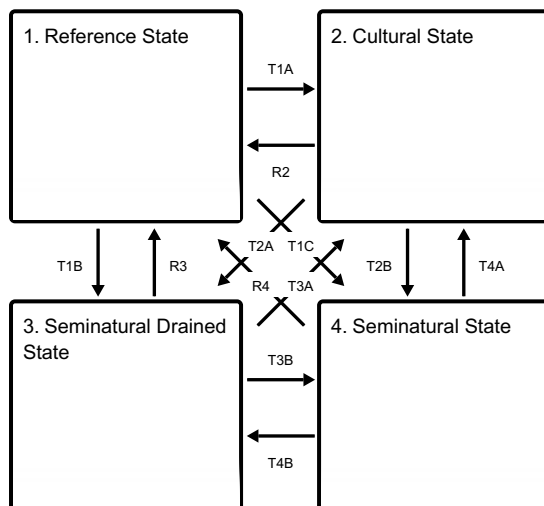 1. Reference State
2. Cultural State
T1A
R2
T2A
T1C
T1B
R3
T2B
T4A
R4
T3A
3. Seminatural Drained
State
4. Seminatural State
T3B
T4B